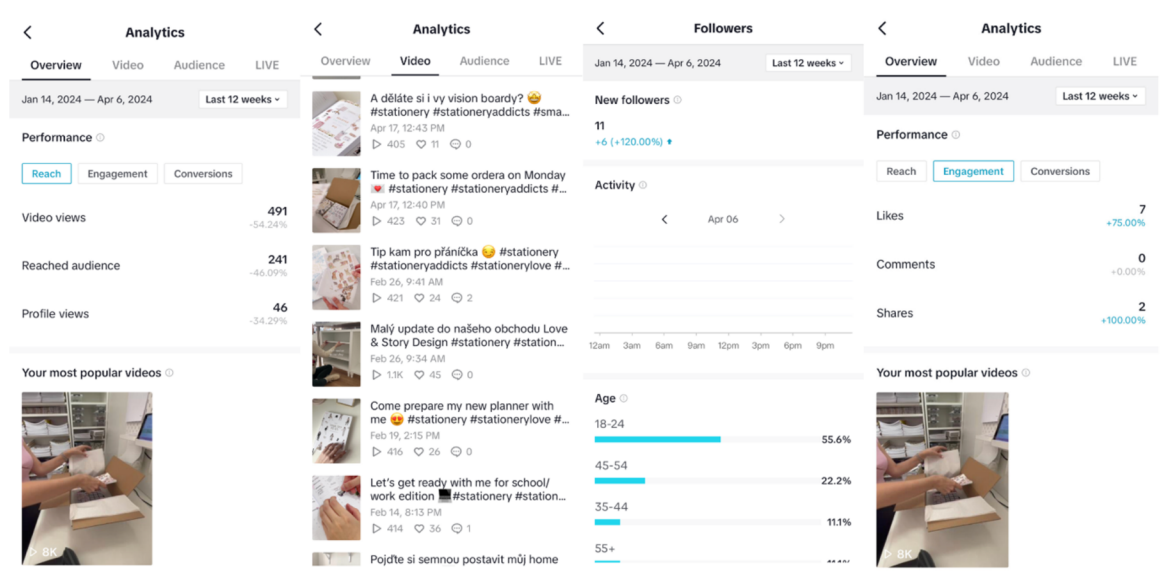 Analytics
Overview Video Audience LIVE
Jan 14, 2024 — Apr 6, 2024 Last 12 weeks
Performance
Reach Engagement Conversions
Video views 491
-54.24%
Reached audience 241
-46.09%
Profile views 46
-34.29%
Your most popular videos
8K
Analytics
Overview Video Audience LIVE
A děláte si i vy vision boardy? 🤩
#stationery #stationeryaddicts #sma...
Apr 17, 12:43 PM
405 11 0
Time to pack some ordera on Monday
💌 #stationery #stationeryaddicts #...
Apr 17, 12:40 PM
423 31 0
Tip kam pro přáníčka 😏 #stationery
#stationeryaddicts #stationerylove #...
Feb 26, 9:41 AM
421 24 2
Malý update do našeho obchodu Love
& Story Design #stationery #station...
Feb 26, 9:34 AM
1.1K 45 0
Come prepare my new planner with
me 😍 #stationery #stationerylove #...
Feb 19, 2:15 PM
416 26 0
Let's get ready with me for school/
work edition 💻#stationery #station...
Feb 14, 8:13 PM
414 36 1
Pojďte si semnou postavit můj home
Followers
Jan 14, 2024 — Apr 6, 2024 Last 12 weeks
New followers
11
+6 (+120.00%)
Activity
Apr 06
12am 3am 6am 9am 12pm 3pm 6pm 9pm
Age
18-24
55.6%
45-54
22.2%
35-44
11.1%
55+
Analytics
Overview Video Audience LIVE
Jan 14, 2024 — Apr 6, 2024 Last 12 weeks
Performance
Reach Engagement Conversions
Likes 7
+75.00%
Comments 0
+0.00%
Shares 2
+100.00%
Your most popular videos
8K